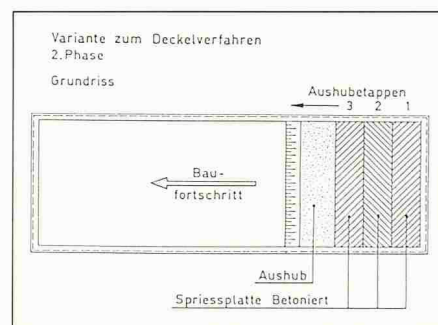 Variante zum Deckelverfahren
2.Phase
Grundriss
Aushubetappen
3 2 1
Bau-
fortschritt
Aushub
Spriessplatte Betoniert